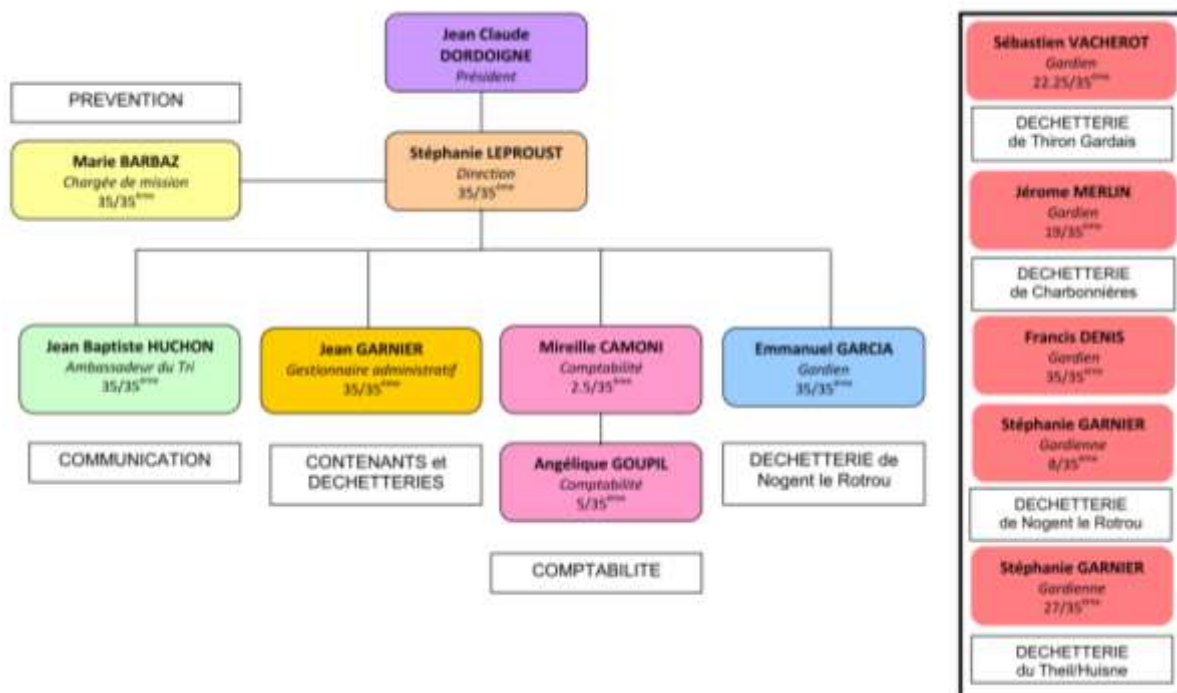 Jean Claude
DORDOIGNE
Président
PREVENTION
Marie BARBAZ
Chargée de mission
35/35ème
Stéphanie LEPROUST
Direction
35/35ème
Jean Baptiste HUCHON
Ambassadeur du Tri
35/35ème
COMMUNICATION
Jean GARNIER
Gestionnaire administratif
35/35ème
CONTENANTS et
DECHETTERIES
Mireille CAMONI
Comptabilité
2.5/35ème
Angélique GOUPIL
Comptabilité
5/35ème
COMPTABILITE
Emmanuel GARCIA
Gardien
35/35ème
DECHETTERIE de
Nogent le Rotrou
Sébastien VACHEROT
Gardien
22.25/35ème
DECHETTERIE
de Thiron Gardais
Jérome MERLIN
Gardien
19/35ème
DECHETTERIE
de Charbonnières
Francis DENIS
Gardien
35/35ème
Stéphanie GARNIER
Gardienne
8/35ème
DECHETTERIE
de Nogent le Rotrou
Stéphanie GARNIER
Gardienne
27/35ème
DECHETTERIE
du Theil/Huisne